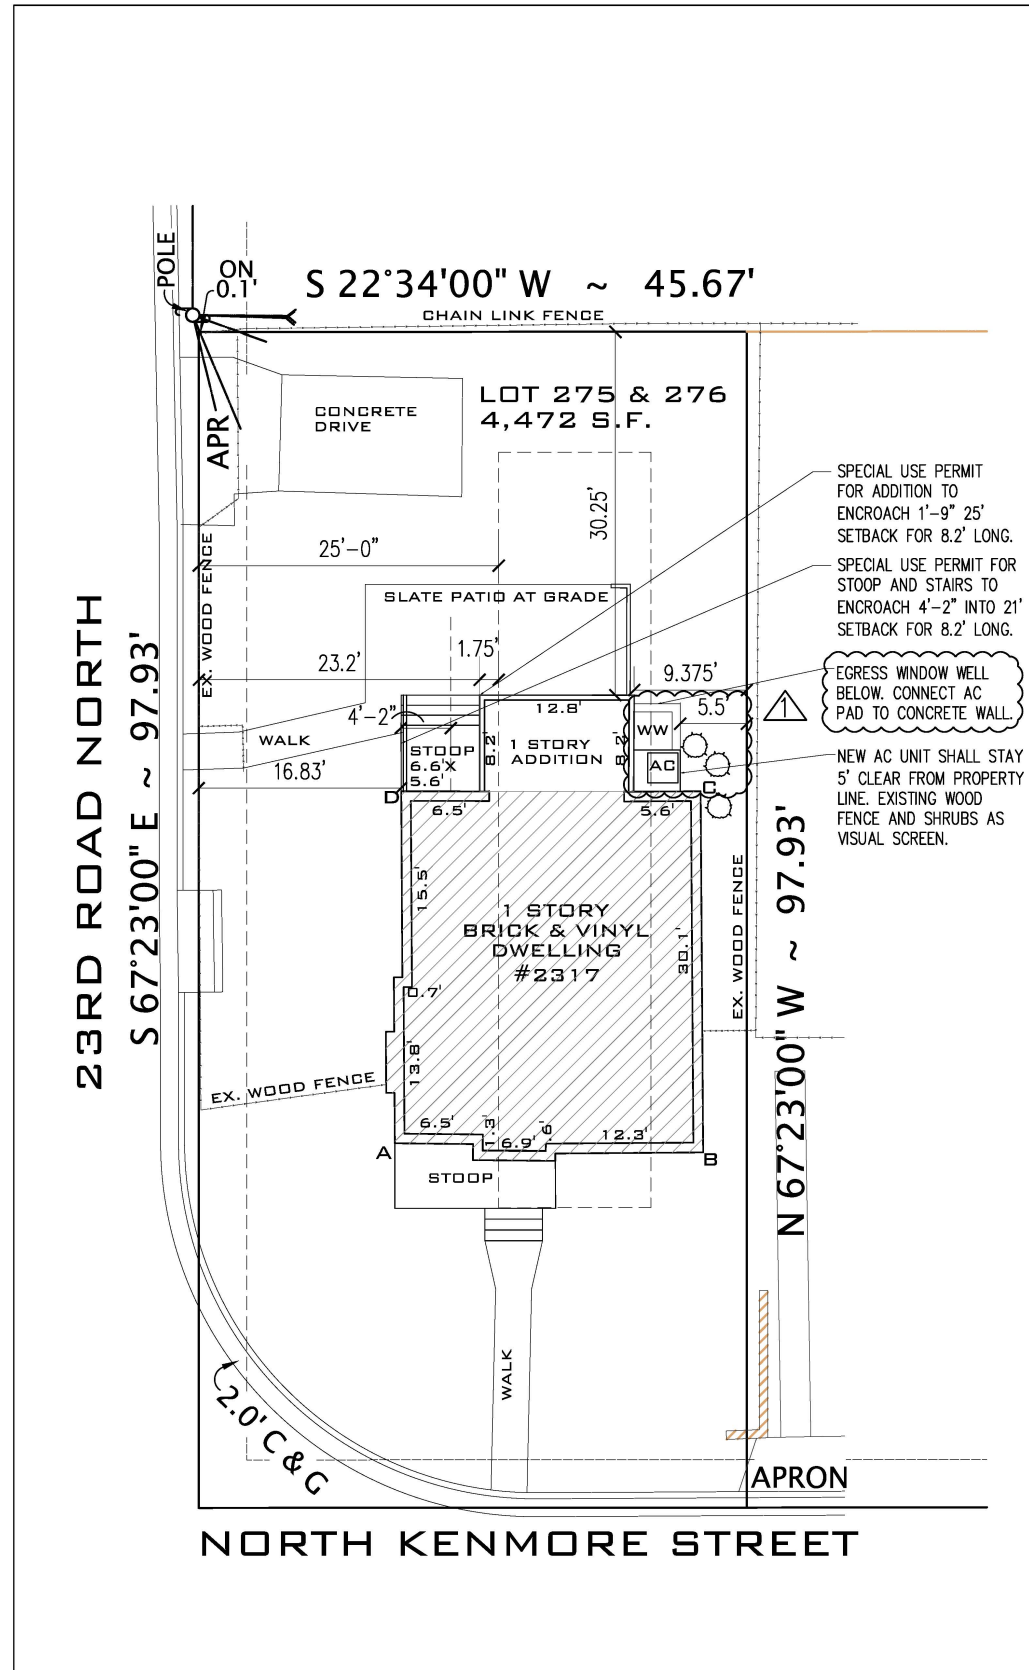 POLE
ON
0.1'
S 22°34'00" W ~ 45.67'
CHAIN LINK FENCE
APR
CONCRETE
DRIVE
LOT 275 & 276
4,472 S.F.
30.25'
SPECIAL USE PERMIT
FOR ADDITION TO
ENCROACH 1'-9" 25'
SETBACK FOR 8.2' LONG.
25'-0"
EX. WOOD FENCE
SLATE PATIO AT GRADE
SPECIAL USE PERMIT FOR
STOOP AND STAIRS TO
ENCROACH 4'-2" INTO 21'
SETBACK FOR 8.2' LONG.
23RD ROAD NORTH
S 67°23'00" E ~ 97.93'
1.75'
23.2'
9.375'
5.5'
EGRESS WINDOW WELL
BELOW. CONNECT AC
PAD TO CONCRETE WALL.
1
4'-2"
12.8'
WW
WALK
STOOP
6.6'X
5.6'
8.2'
1 STORY
ADDITION
8.2'
AC
NEW AC UNIT SHALL STAY
5' CLEAR FROM PROPERTY
LINE. EXISTING WOOD
FENCE AND SHRUBS AS
VISUAL SCREEN.
16.83'
D
C
6.5'
5.6'
15.5'
1 STORY
BRICK & VINYL
DWELLING
#2317
30.1'
EX. WOOD FENCE
N 67°23'00" W ~ 97.93'
0.7'
13.8'
EX. WOOD FENCE
6.5'
1.3'
6.9'
.6'
12.3'
A
B
STOOP
WALK
2.0' C & G
APRON
NORTH KENMORE STREET